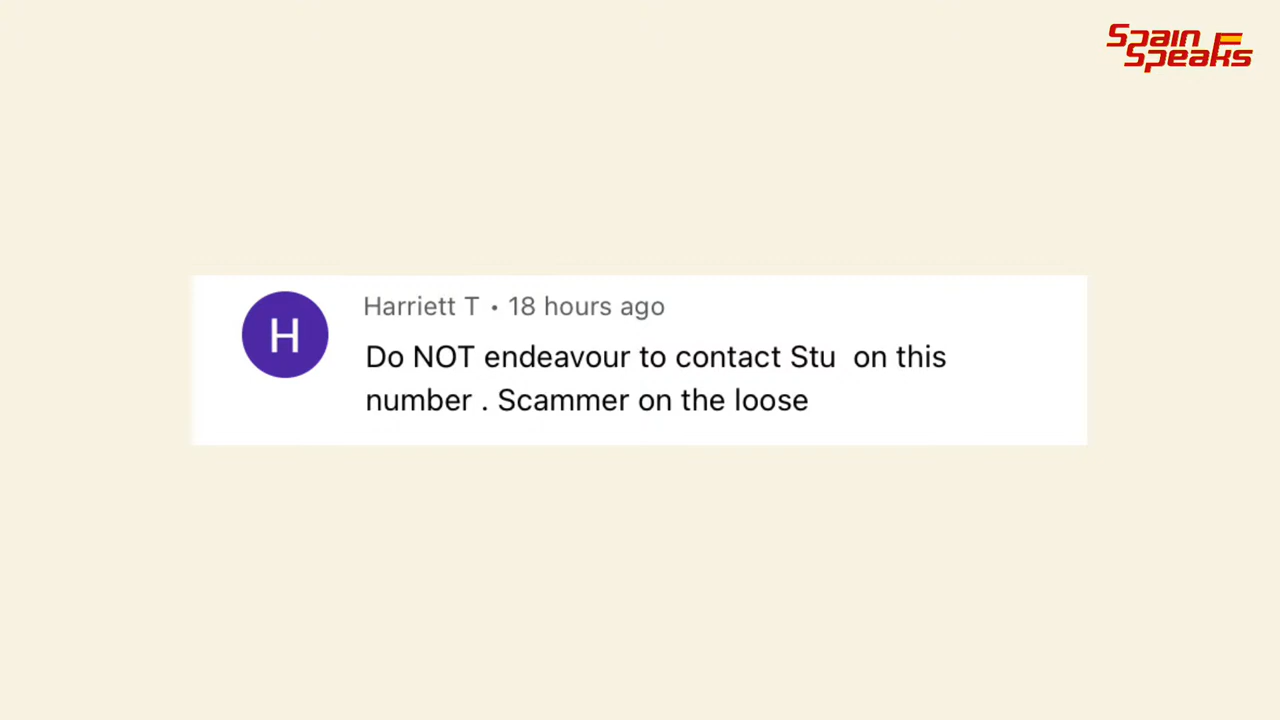 Spain
Speaks
H
Harriett T • 18 hours ago
Do NOT endeavour to contact Stu  on this
number . Scammer on the loose